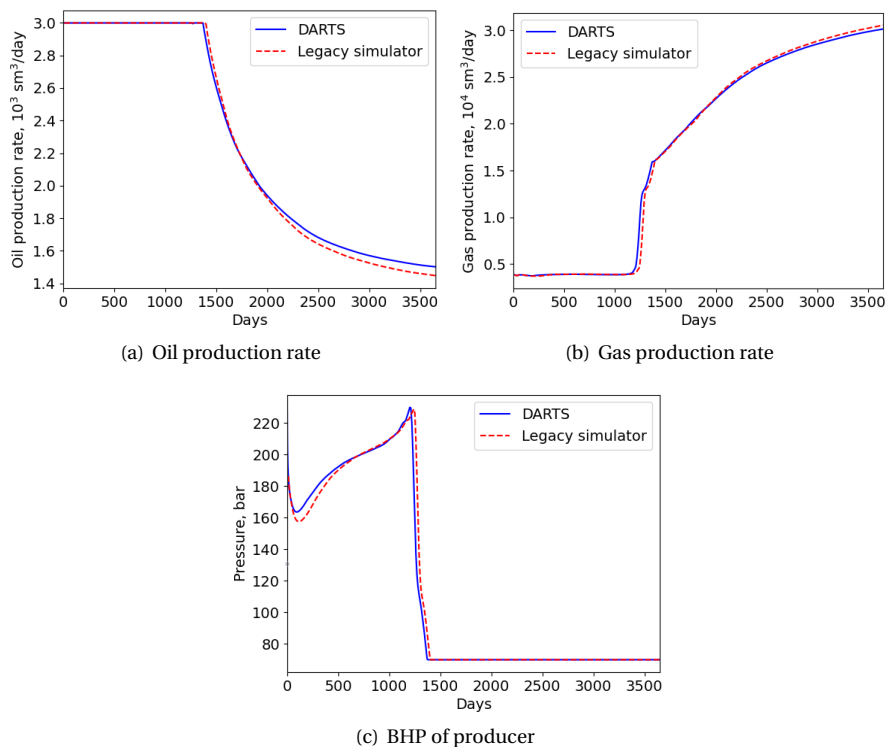 DARTS
Legacy simulator
Oil production rate, 10³ sm³/day
3.0
2.8
2.6
2.4
2.2
2.0
1.8
1.6
1.4
0 500 1000 1500 2000 2500 3000 3500
Days
(a) Oil production rate
DARTS
Legacy simulator
Gas production rate, 10⁴ sm³/day
3.0
2.5
2.0
1.5
1.0
0.5
0 500 1000 1500 2000 2500 3000 3500
Days
(b) Gas production rate
DARTS
Legacy simulator
Pressure, bar
220
200
180
160
140
120
100
80
0 500 1000 1500 2000 2500 3000 3500
Days
(c) BHP of producer